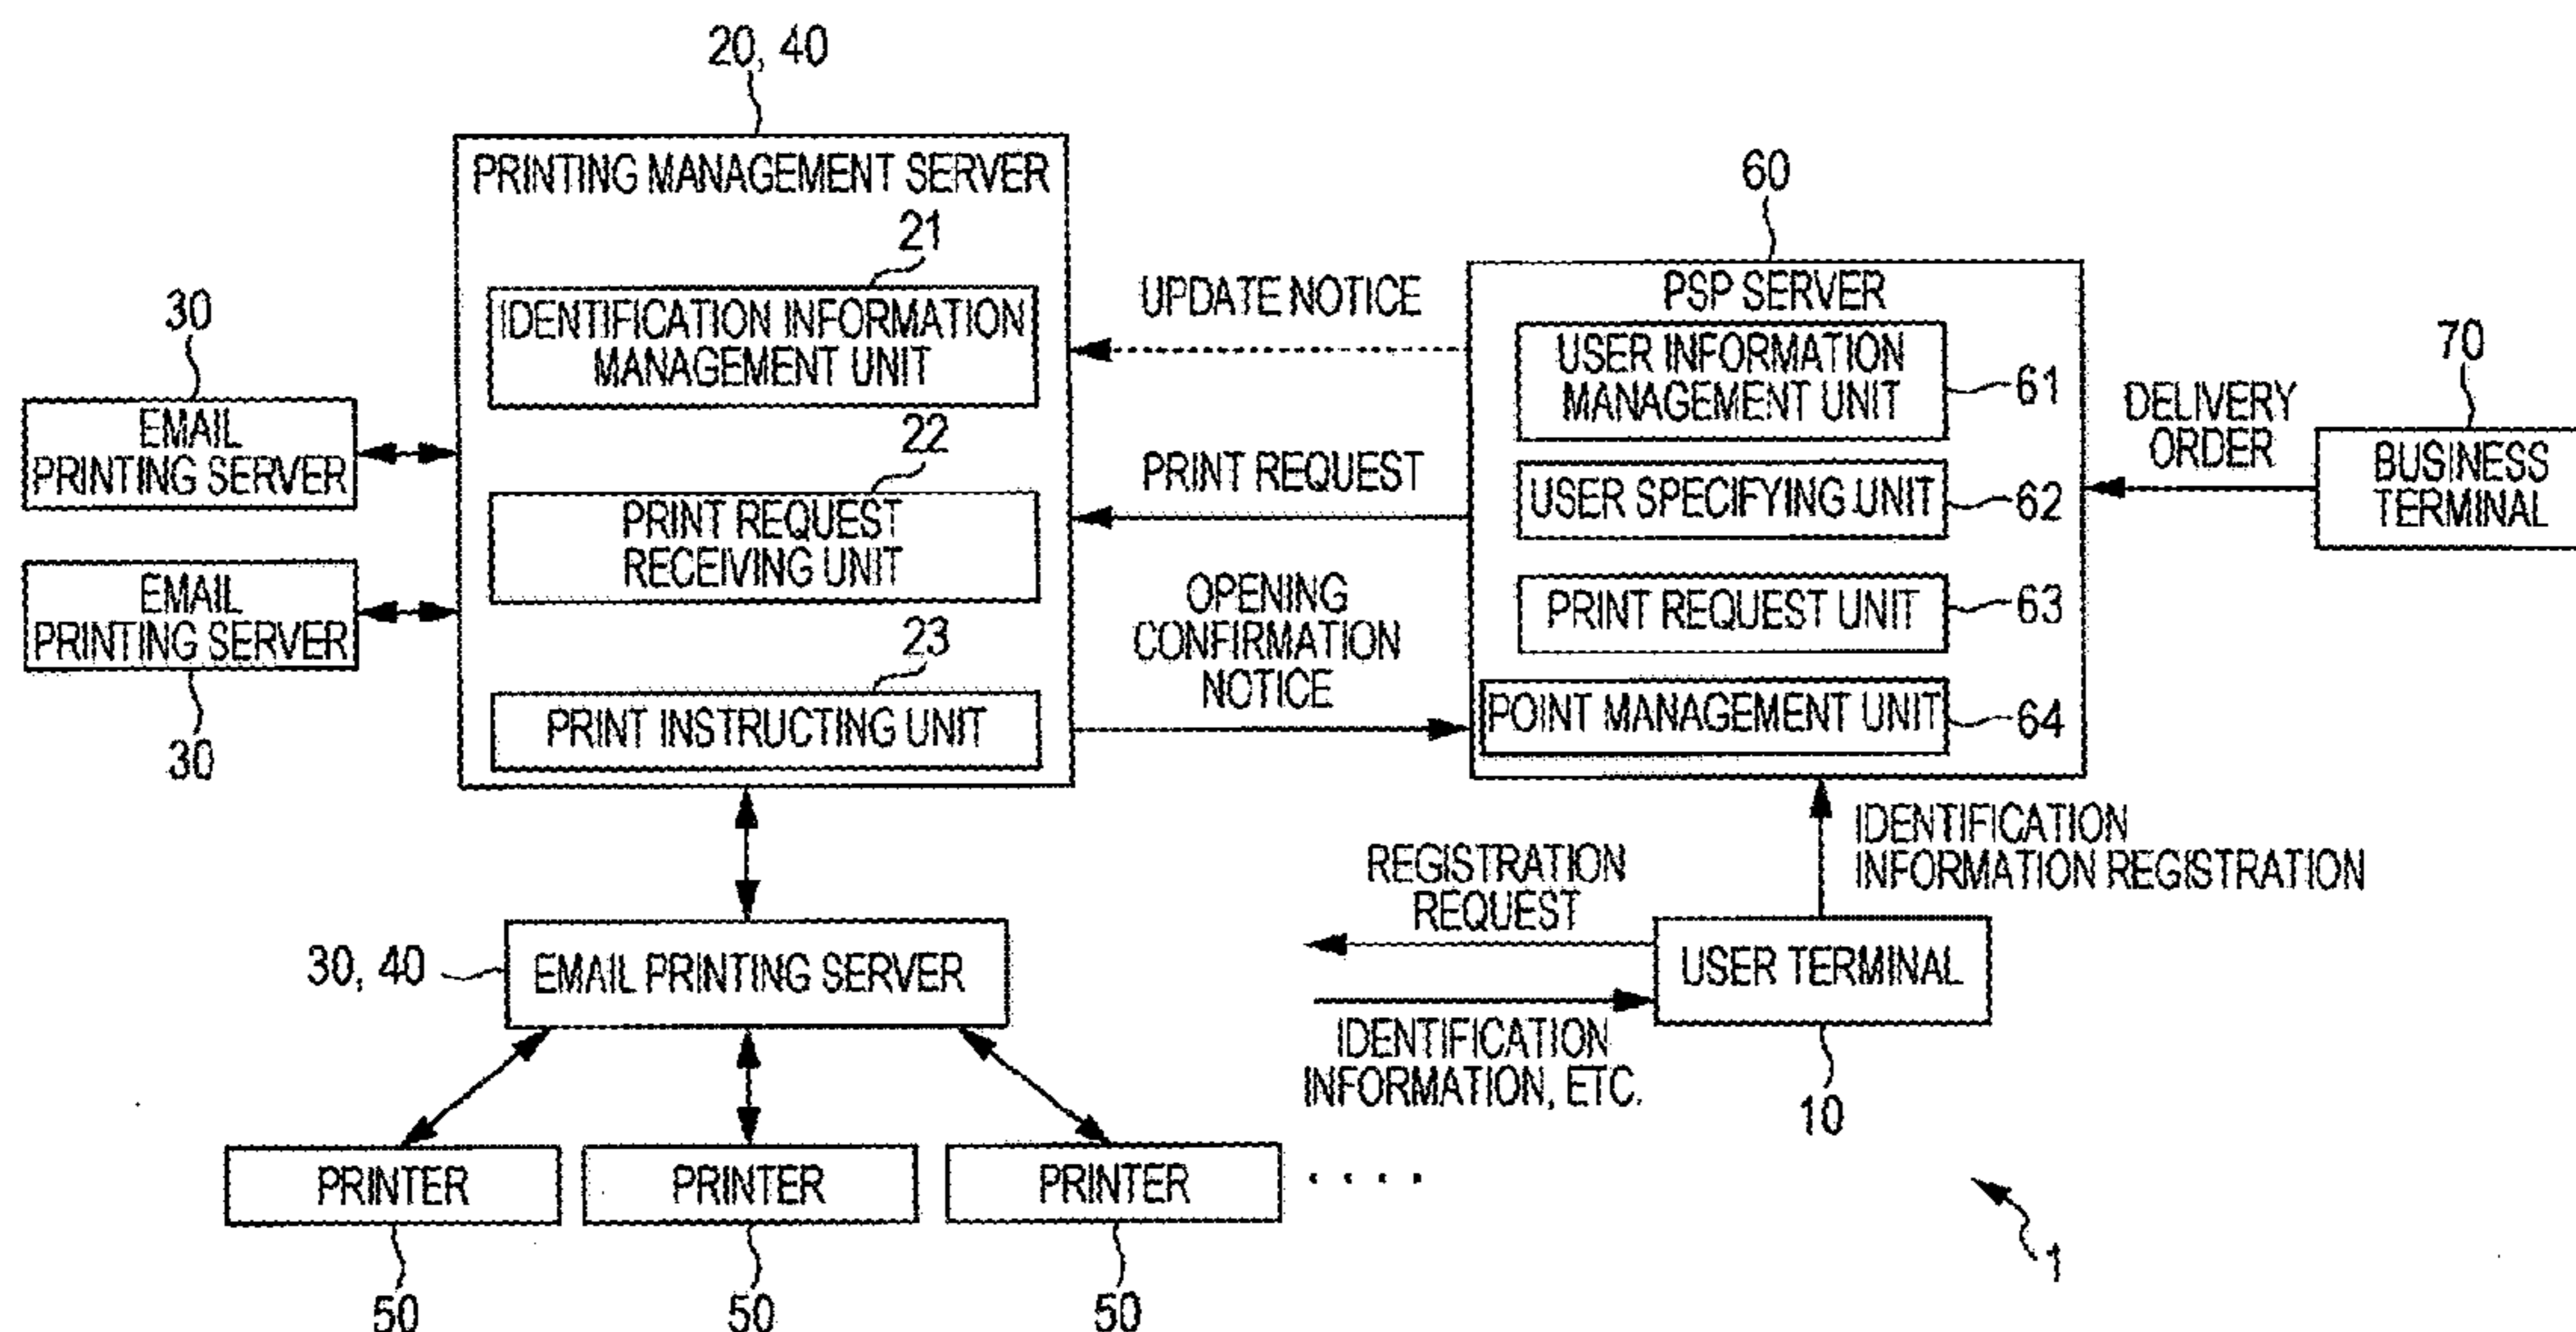 20, 40
PRINTING MANAGEMENT SERVER
21
IDENTIFICATION INFORMATION
MANAGEMENT UNIT
22
PRINT REQUEST
RECEIVING UNIT
23
PRINT INSTRUCTING UNIT
30
EMAIL
PRINTING SERVER
EMAIL
PRINTING SERVER
30
UPDATE NOTICE
PRINT REQUEST
OPENING
CONFIRMATION
NOTICE
60
PSP SERVER
USER INFORMATION
MANAGEMENT UNIT
61
USER SPECIFYING UNIT
62
PRINT REQUEST UNIT
63
POINT MANAGEMENT UNIT
64
DELIVERY
ORDER
70
BUSINESS
TERMINAL
IDENTIFICATION
INFORMATION REGISTRATION
REGISTRATION
REQUEST
USER TERMINAL
IDENTIFICATION
INFORMATION, ETC.
10
30, 40
EMAIL PRINTING SERVER
PRINTER
PRINTER
PRINTER
. . . .
50
50
50
1